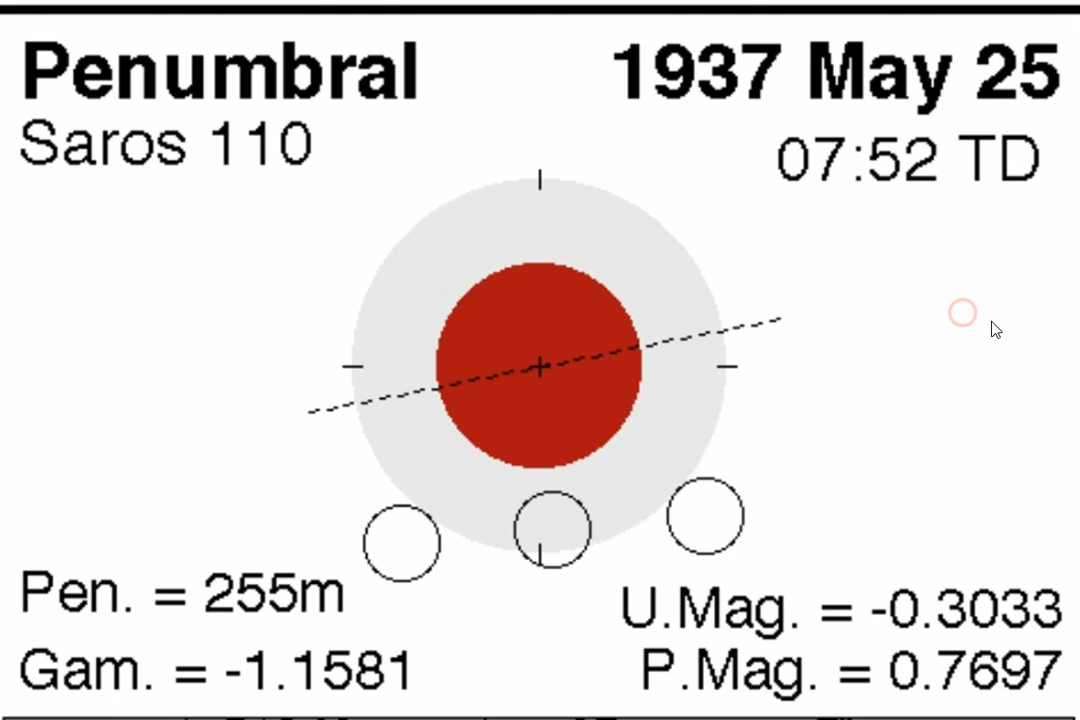 Penumbral 1937 May 25
Saros 110 07:52 TD
Pen. = 255m U.Mag. = -0.3033
Gam. = -1.1581 P.Mag. = 0.7697